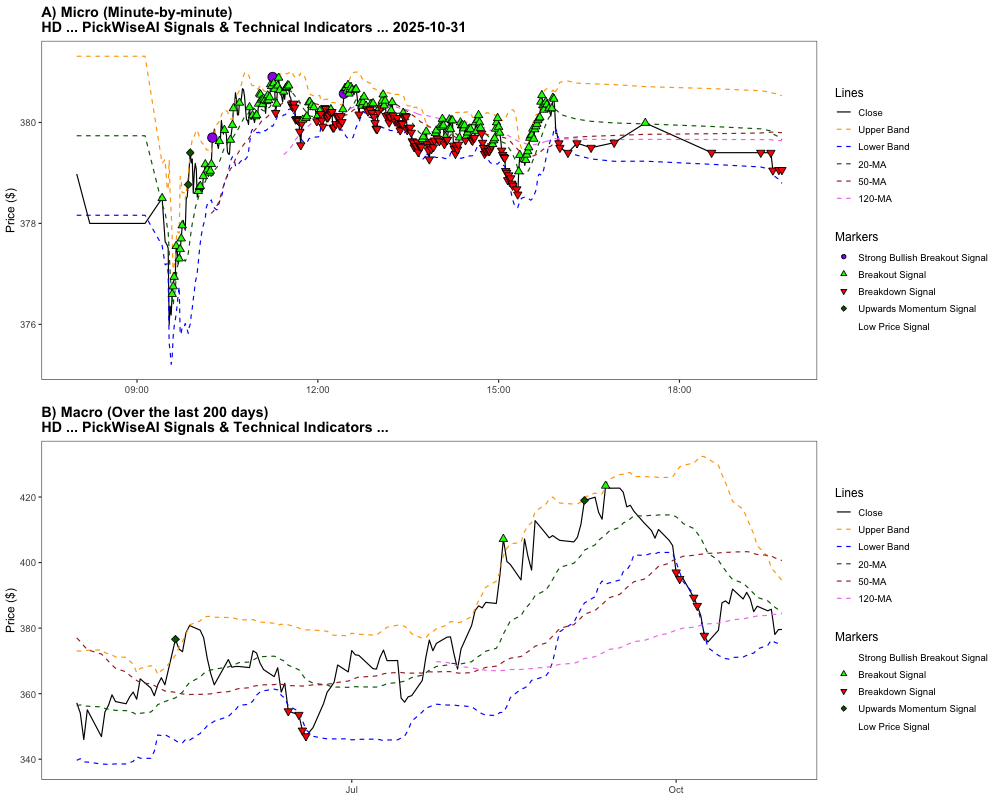 A) Micro (Minute-by-minute)
HD ... PickWiseAI Signals & Technical Indicators ... 2025-10-31
Price ($)
380
378
376
09:00
12:00
15:00
18:00
Lines
Close
Upper Band
Lower Band
20-MA
50-MA
120-MA
Markers
Strong Bullish Breakout Signal
Breakout Signal
Breakdown Signal
Upwards Momentum Signal
Low Price Signal
B) Macro (Over the last 200 days)
HD ... PickWiseAI Signals & Technical Indicators ...
Price ($)
420
400
380
360
340
Jul
Oct
Lines
Close
Upper Band
Lower Band
20-MA
50-MA
120-MA
Markers
Strong Bullish Breakout Signal
Breakout Signal
Breakdown Signal
Upwards Momentum Signal
Low Price Signal